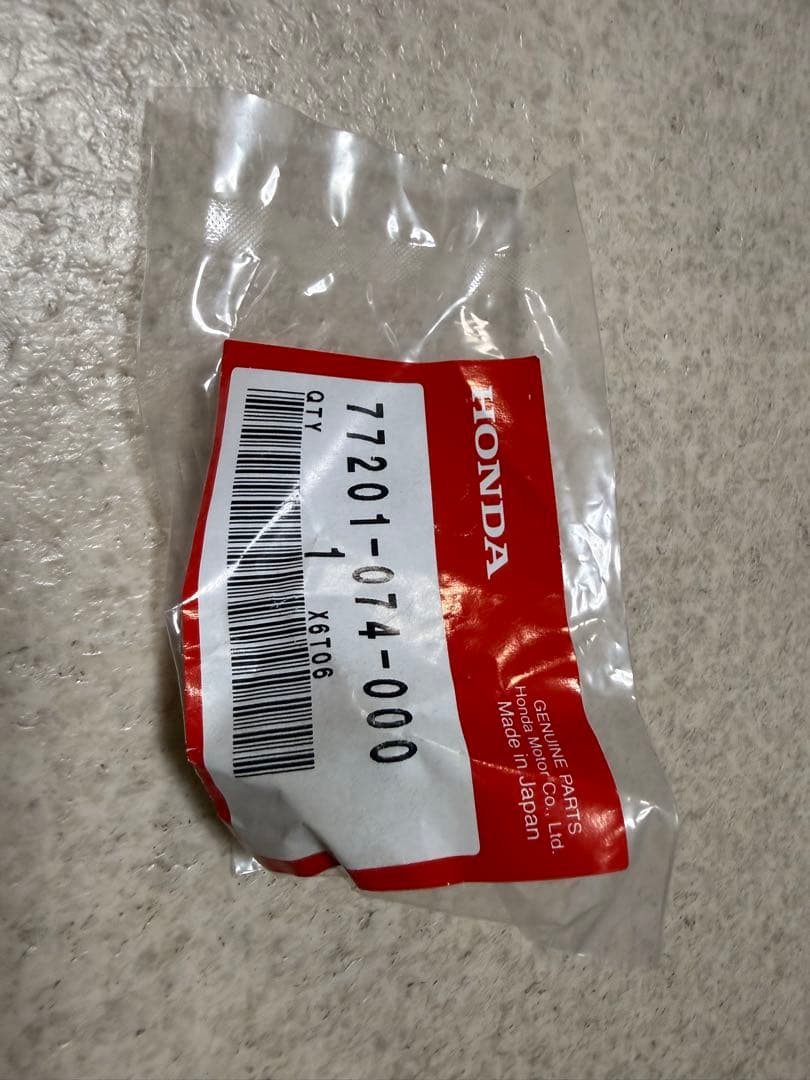 HONDA
GENUINE PARTS
Honda Motor Co., Ltd.
Made in Japan
77201-074-000
QTY 1 X6T06